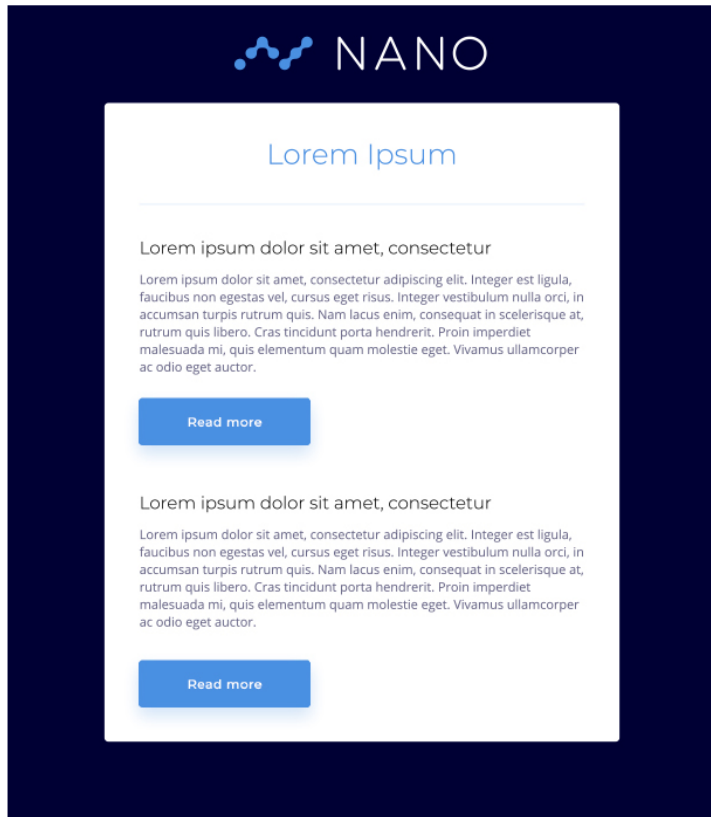 NANO
Lorem Ipsum
Lorem ipsum dolor sit amet, consectetur
Lorem ipsum dolor sit amet, consectetur adipiscing elit. Integer est ligula,
faucibus non egestas vel, cursus eget risus. Integer vestibulum nulla orci, in
accumsan turpis rutrum quis. Nam lacus enim, consequat in scelerisque at,
rutrum quis libero. Cras tincidunt porta hendrerit. Proin imperdiet
malesuada mi, quis elementum quam molestie eget. Vivamus ullamcorper
ac odio eget auctor.
Read more
Lorem ipsum dolor sit amet, consectetur
Lorem ipsum dolor sit amet, consectetur adipiscing elit. Integer est ligula,
faucibus non egestas vel, cursus eget risus. Integer vestibulum nulla orci, in
accumsan turpis rutrum quis. Nam lacus enim, consequat in scelerisque at,
rutrum quis libero. Cras tincidunt porta hendrerit. Proin imperdiet
malesuada mi, quis elementum quam molestie eget. Vivamus ullamcorper
ac odio eget auctor.
Read more